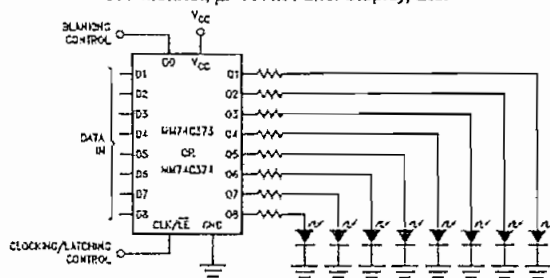 BLANKING
CONTROL
VCC
OD VCC
D1 Q1
D2 Q2
D3 Q3
DATA
IN
D4 MM74C373 Q4
OR
D5 Q5
D6 MM74C374 Q6
D7 Q7
D8 Q8
CLK/LE GND
CLOCKING/LATCHING
CONTROL